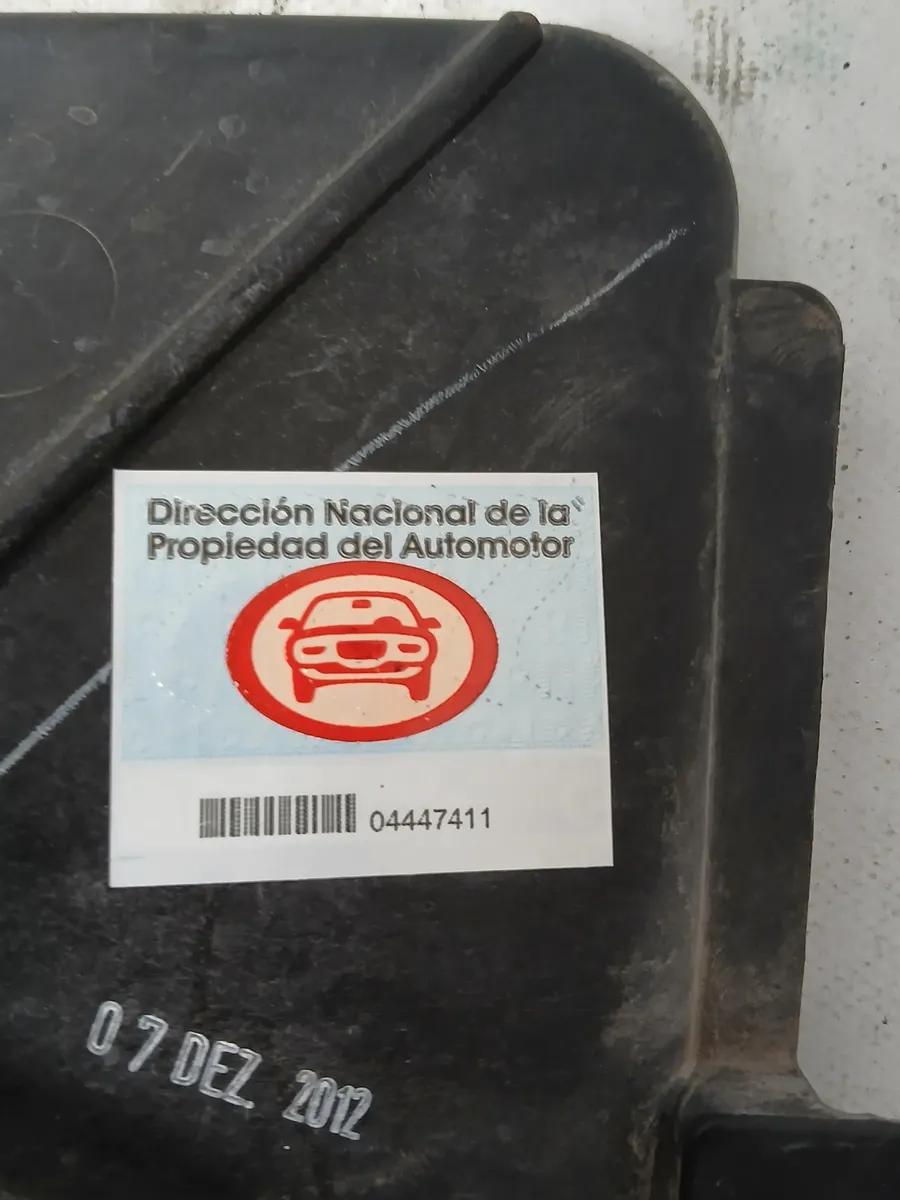 Dirección Nacional de la
Propiedad del Automotor
04447411
07 DEZ. 2012